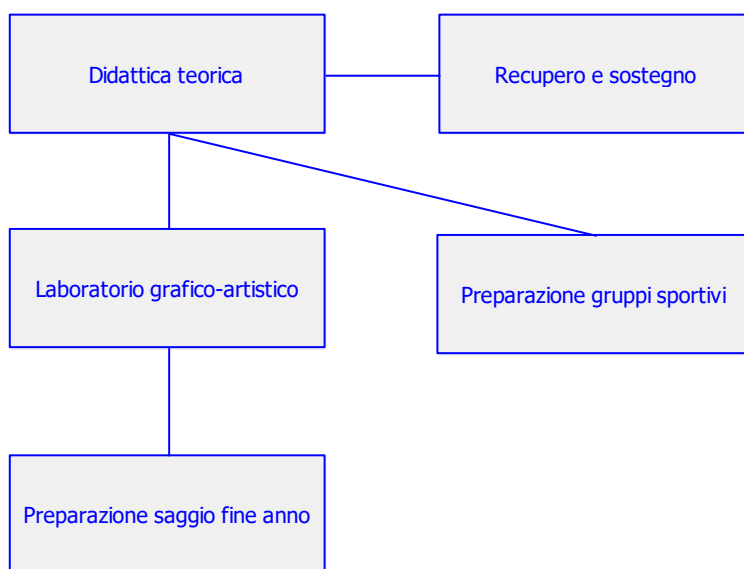 Didattica teorica
Recupero e sostegno
Laboratorio grafico-artistico
Preparazione gruppi sportivi
Preparazione saggio fine anno